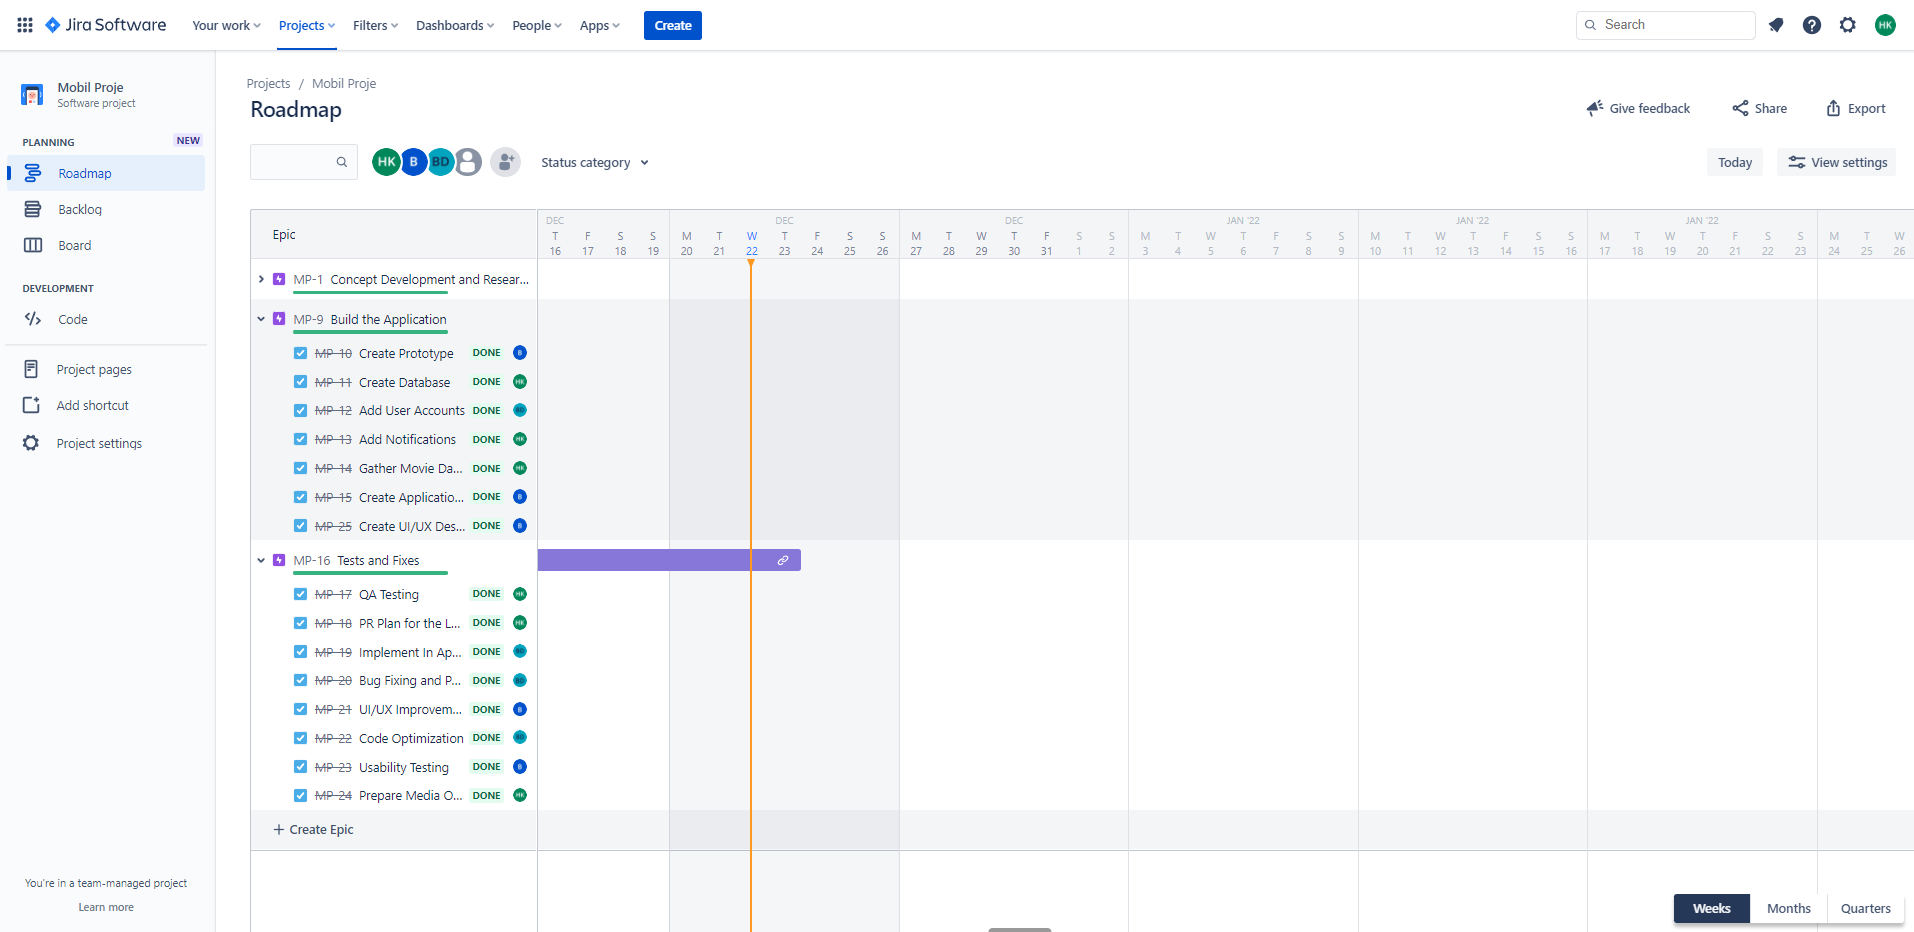 Jira Software Your work Projects Filters Dashboards People Apps Create Search HK
Mobil Proje
Software project
PLANNING NEW
Roadmap
Backlog
Board
DEVELOPMENT
Code
Project pages
Add shortcut
Project settings
You're in a team-managed project
Learn more
Projects / Mobil Proje
Roadmap
Give feedback Share Export
HK B BD Status category Today View settings
Epic
DEC DEC DEC JAN '22 JAN '22 JAN '22
T F S S M T W T F S S M T W T F S S M T W T F S S M T W T F S S M T W T F S S M T W
16 17 18 19 20 21 22 23 24 25 26 27 28 29 30 31 1 2 3 4 5 6 7 8 9 10 11 12 13 14 15 16 17 18 19 20 21 22 23 24 25 26
MP-1 Concept Development and Resear...
MP-9 Build the Application
MP-10 Create Prototype DONE B
MP-11 Create Database DONE HK
MP-12 Add User Accounts DONE BD
MP-13 Add Notifications DONE HK
MP-14 Gather Movie Da... DONE HK
MP-15 Create Applicatio... DONE B
MP-25 Create UI/UX Des... DONE B
MP-16 Tests and Fixes
MP-17 QA Testing DONE HK
MP-18 PR Plan for the L... DONE HK
MP-19 Implement In Ap... DONE BD
MP-20 Bug Fixing and P... DONE BD
MP-21 UI/UX Improvem... DONE B
MP-22 Code Optimization DONE BD
MP-23 Usability Testing DONE B
MP-24 Prepare Media O... DONE HK
+ Create Epic
Weeks Months Quarters